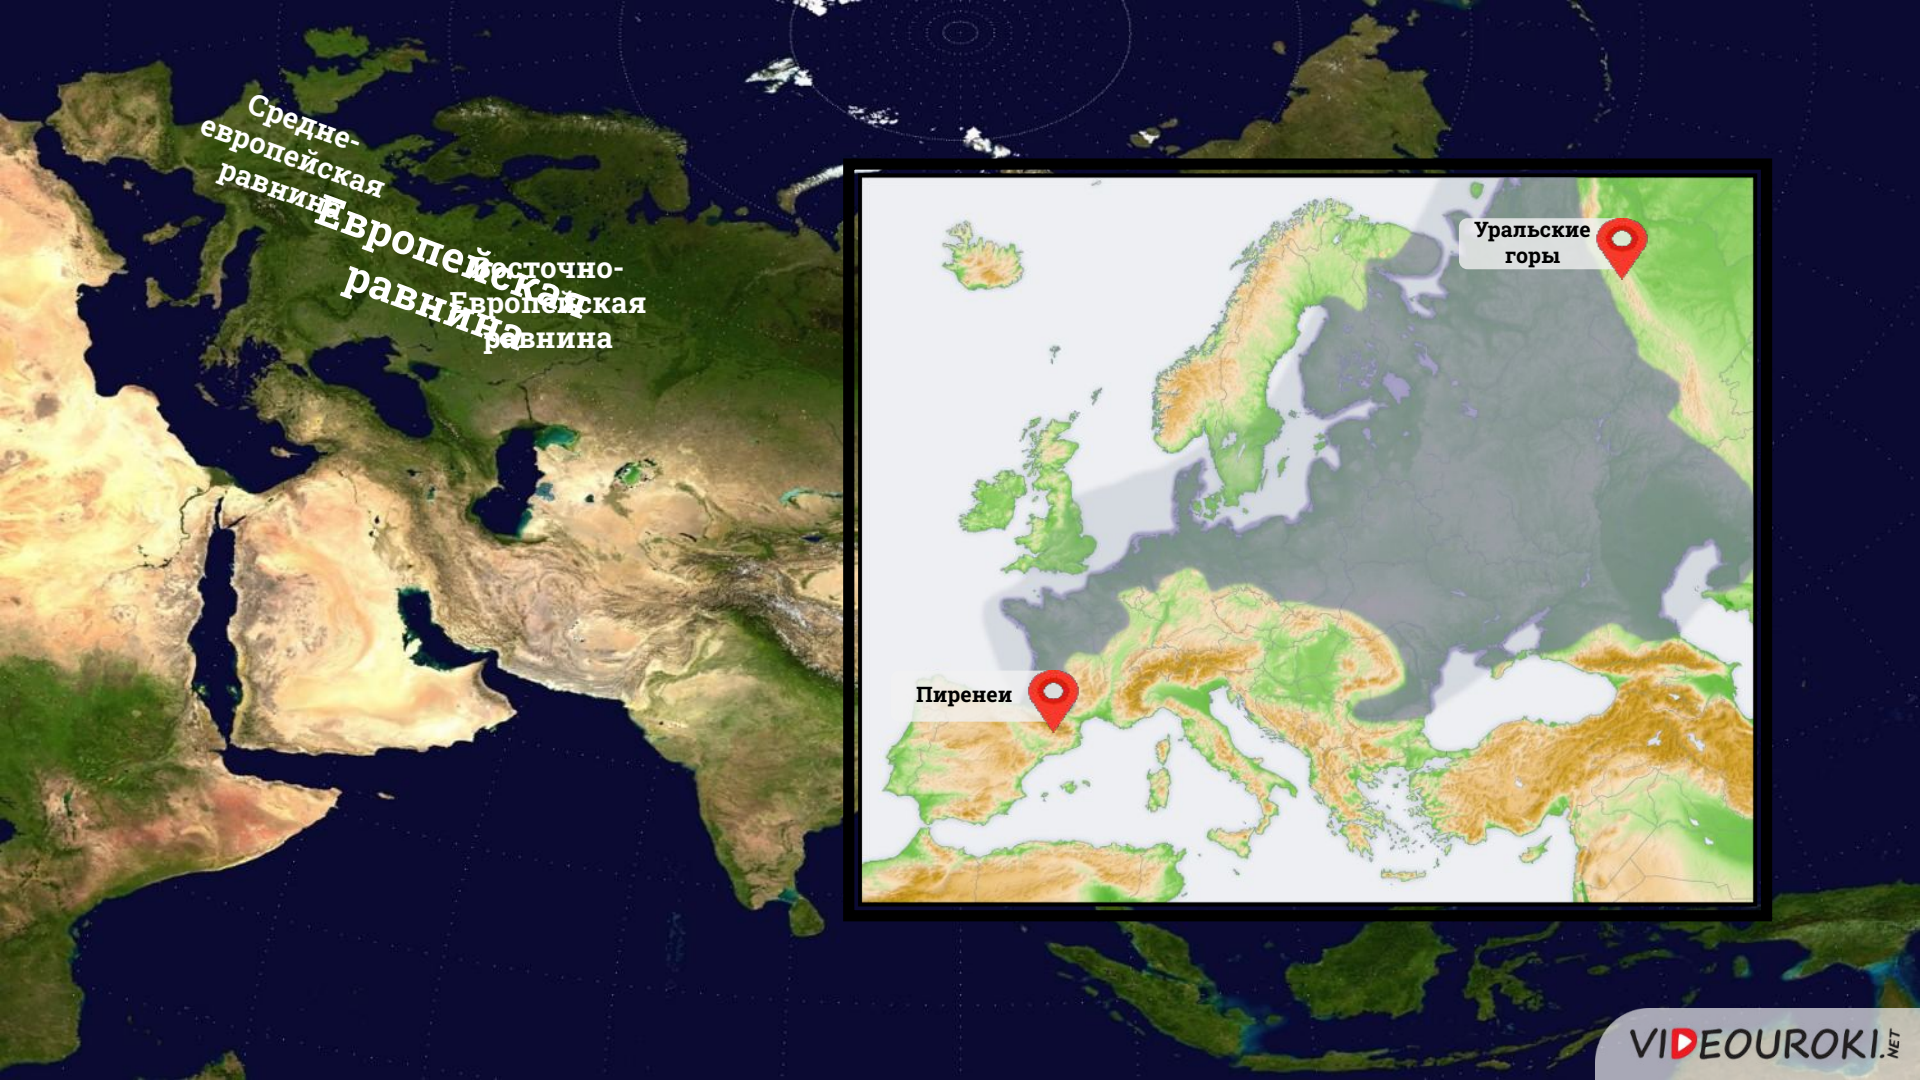 Средне-
европейская
равнина
Европейская
равнина
Восточно-
Европейская
равнина
Уральские
горы
Пиренеи
VIDEOUROKI.NET